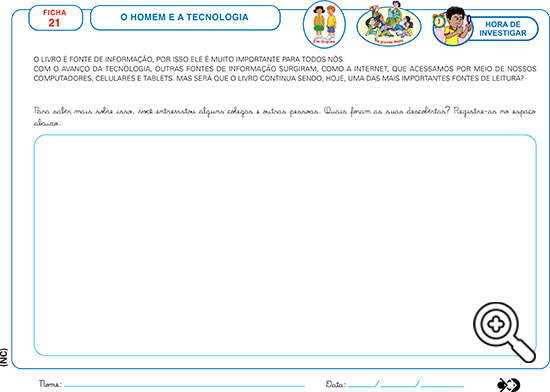 FICHA
21
O HOMEM E A TECNOLOGIA
Em duplas
Em grande roda
HORA DE
INVESTIGAR
O LIVRO É FONTE DE INFORMAÇÃO, POR ISSO ELE É MUITO IMPORTANTE PARA TODOS NÓS.
COM O AVANÇO DA TECNOLOGIA, OUTRAS FONTES DE INFORMAÇÃO SURGIRAM, COMO A INTERNET, QUE ACESSAMOS POR MEIO DE NOSSOS
COMPUTADORES, CELULARES E TABLETS. MAS SERÁ QUE O LIVRO CONTINUA SENDO, HOJE, UMA DAS MAIS IMPORTANTES FONTES DE LEITURA?
Para saber mais sobre isso, você entrevistou alguns colegas e outras pessoas. Quais foram as suas descobertas? Registre-as no espaço
abaixo.
(NC)
Nome: Data: / /